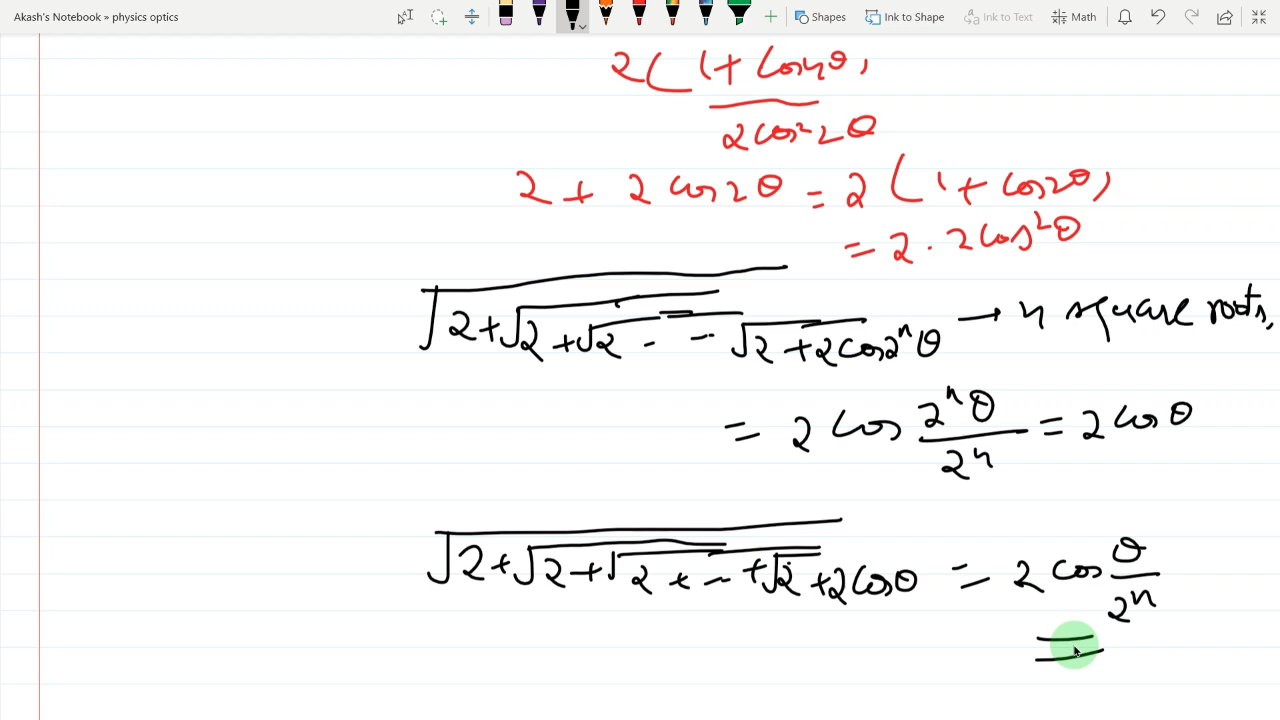 Akash's Notebook » physics optics
Shapes
Ink to Shape
Ink to Text
Math
2(1+cos4θ)
2cos²2θ
2 + 2cos2θ = 2(1+cos2θ)
= 2·2cos²θ
√2+√2+√2 - - √2+2cos2ⁿθ → n square roots,
= 2cos 2ⁿθ/2ⁿ = 2cosθ
√2+√2+√2+ - +√2+2cosθ = 2cos θ/2ⁿ